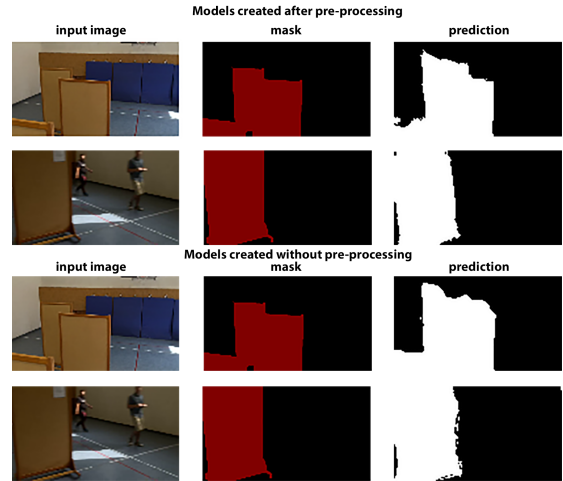 Models created after pre-processing
input image mask prediction
Models created without pre-processing
input image mask prediction